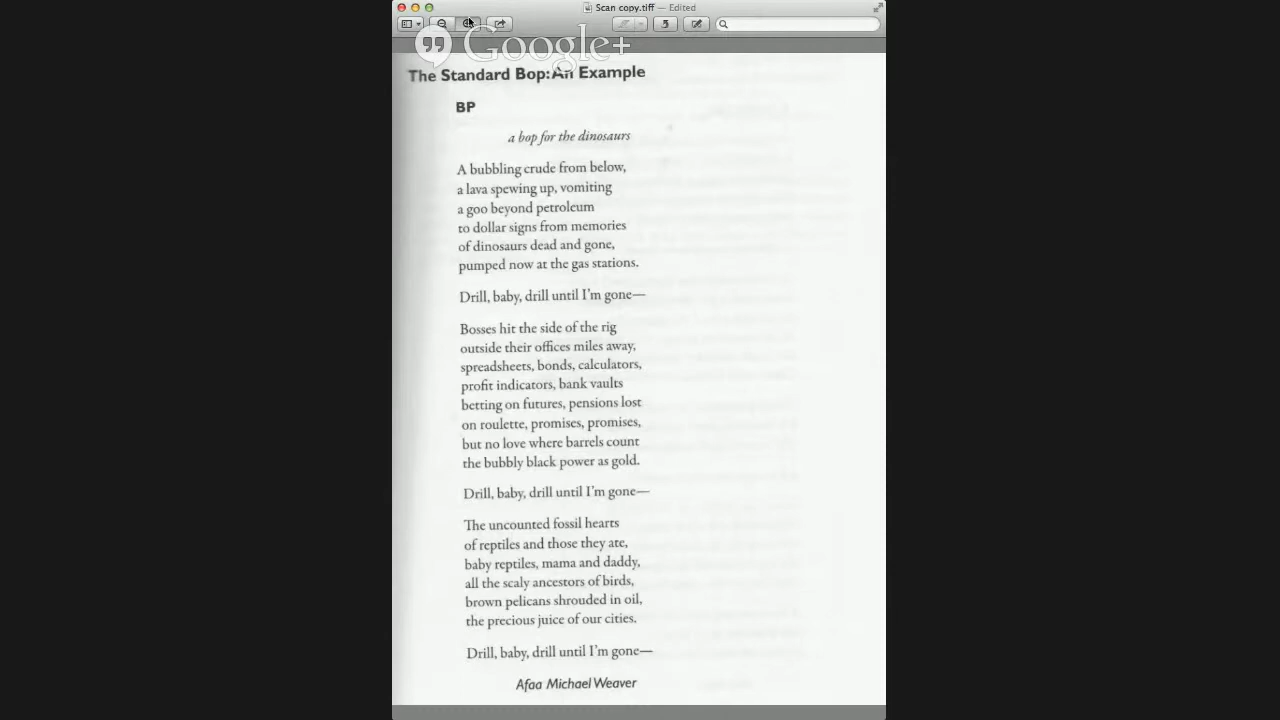 Scan copy.tiff — Edited
Google+
The Standard Bop: An Example
BP
a bop for the dinosaurs
A bubbling crude from below,
a lava spewing up, vomiting
a goo beyond petroleum
to dollar signs from memories
of dinosaurs dead and gone,
pumped now at the gas stations.
Drill, baby, drill until I'm gone—
Bosses hit the side of the rig
outside their offices miles away,
spreadsheets, bonds, calculators,
profit indicators, bank vaults
betting on futures, pensions lost
on roulette, promises, promises,
but no love where barrels count
the bubbly black power as gold.
Drill, baby, drill until I'm gone—
The uncounted fossil hearts
of reptiles and those they ate,
baby reptiles, mama and daddy,
all the scaly ancestors of birds,
brown pelicans shrouded in oil,
the precious juice of our cities.
Drill, baby, drill until I'm gone—
Afaa Michael Weaver